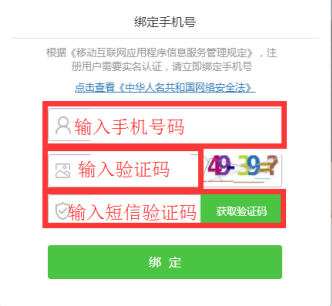 绑定手机号
根据《移动互联网应用程序信息服务管理规定》，注
册用户需要实名认证，请立即绑定手机号
点击查看《中华人民共和国网络安全法》
输入手机号码
输入验证码
49-39=?
输入短信验证码
获取验证码
绑 定